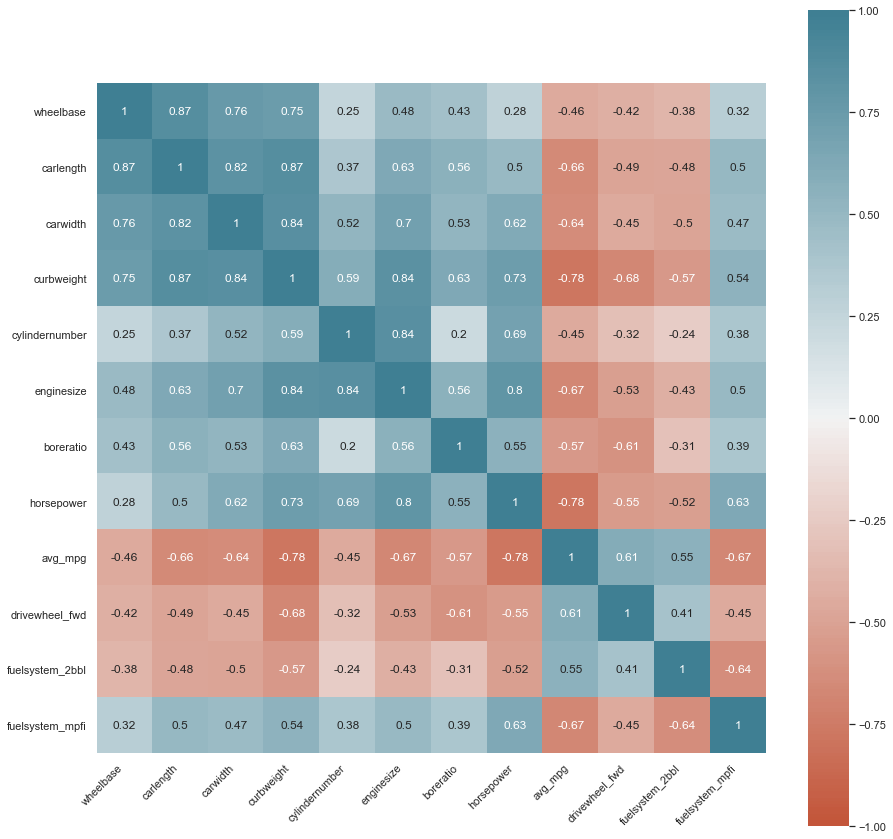 1.00
wheelbase 1 0.87 0.76 0.75 0.25 0.48 0.43 0.28 -0.46 -0.42 -0.38 0.32
0.75
carlength 0.87 1 0.82 0.87 0.37 0.63 0.56 0.5 -0.66 -0.49 -0.48 0.5
carwidth 0.76 0.82 1 0.84 0.52 0.7 0.53 0.62 -0.64 -0.45 -0.5 0.47
0.50
curbweight 0.75 0.87 0.84 1 0.59 0.84 0.63 0.73 -0.78 -0.68 -0.57 0.54
0.25
cylindernumber 0.25 0.37 0.52 0.59 1 0.84 0.2 0.69 -0.45 -0.32 -0.24 0.38
enginesize 0.48 0.63 0.7 0.84 0.84 1 0.56 0.8 -0.67 -0.53 -0.43 0.5
0.00
boreratio 0.43 0.56 0.53 0.63 0.2 0.56 1 0.55 -0.57 -0.61 -0.31 0.39
horsepower 0.28 0.5 0.62 0.73 0.69 0.8 0.55 1 -0.78 -0.55 -0.52 0.63
−0.25
avg_mpg -0.46 -0.66 -0.64 -0.78 -0.45 -0.67 -0.57 -0.78 1 0.61 0.55 -0.67
drivewheel_fwd -0.42 -0.49 -0.45 -0.68 -0.32 -0.53 -0.61 -0.55 0.61 1 0.41 -0.45
−0.50
fuelsystem_2bbl -0.38 -0.48 -0.5 -0.57 -0.24 -0.43 -0.31 -0.52 0.55 0.41 1 -0.64
fuelsystem_mpfi 0.32 0.5 0.47 0.54 0.38 0.5 0.39 0.63 -0.67 -0.45 -0.64 1
−0.75
wheelbase carlength carwidth curbweight cylindernumber enginesize boreratio horsepower avg_mpg drivewheel_fwd fuelsystem_2bbl fuelsystem_mpfi
−1.00